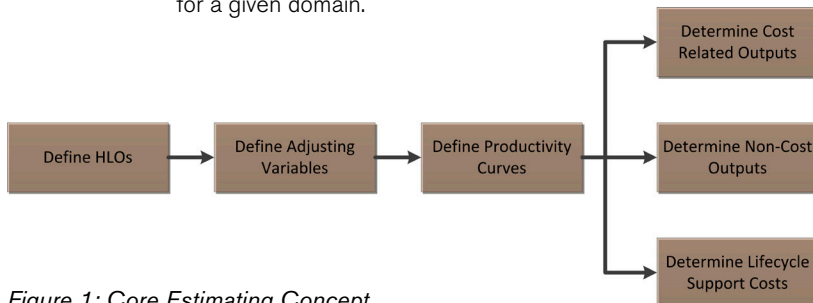 for a given domain.
Determine Cost
Related Outputs
Define HLOs
Define Adjusting
Variables
Define Productivity
Curves
Determine Non-Cost
Outputs
Determine Lifecycle
Support Costs
Figure 1: Core Estimating Concept